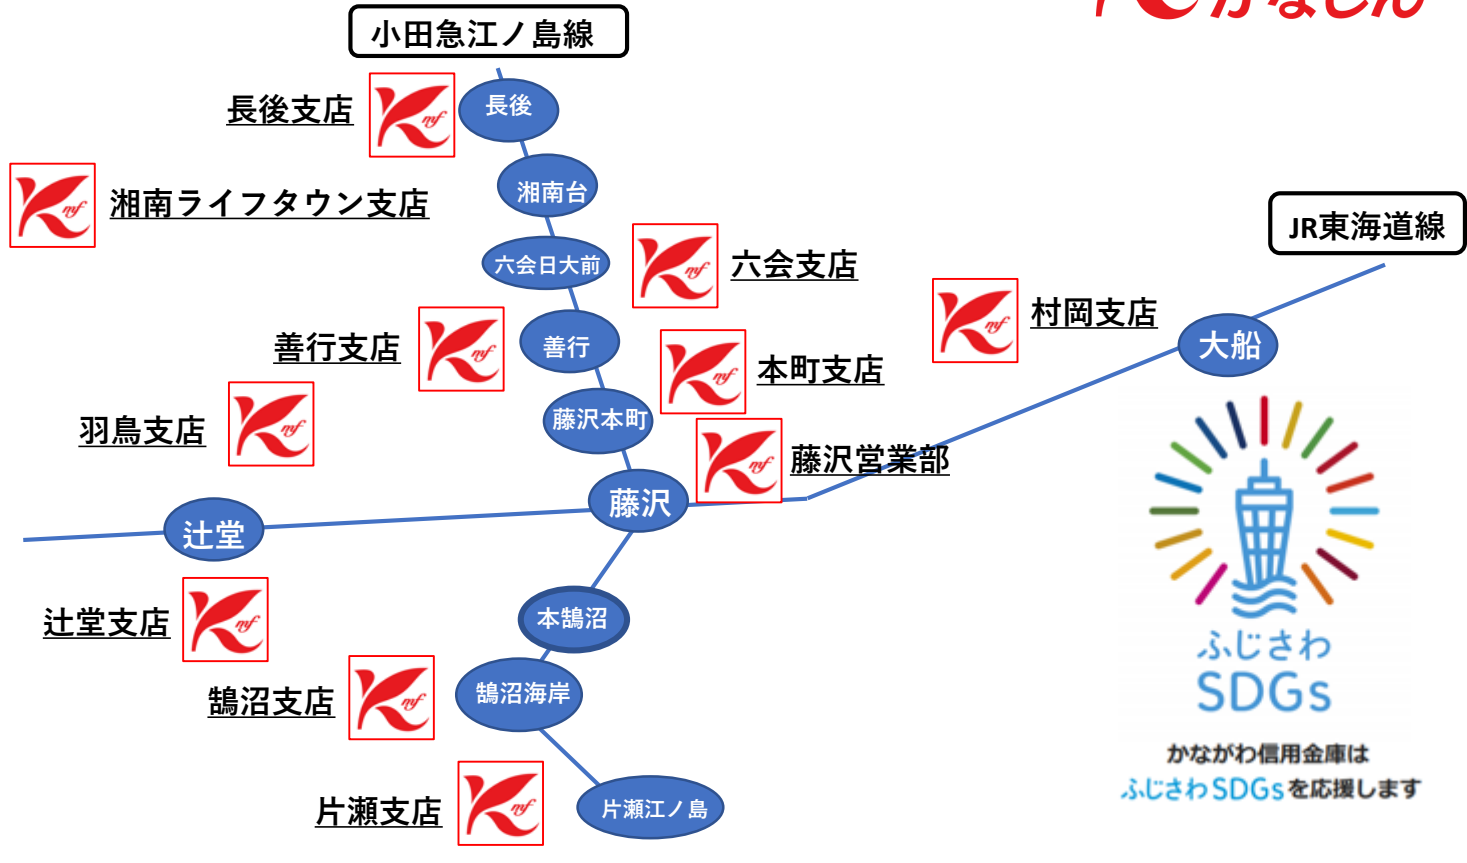 かなしん
小田急江ノ島線
長後支店
長後
湘南台
湘南ライフタウン支店
JR東海道線
六会日大前
六会支店
村岡支店
善行支店
善行
大船
本町支店
羽鳥支店
藤沢本町
藤沢営業部
藤沢
辻堂
辻堂支店
本鵠沼
鵠沼支店
鵠沼海岸
片瀬支店
片瀬江ノ島
ふじさわ
SDGs
かながわ信用金庫は
ふじさわSDGsを応援します